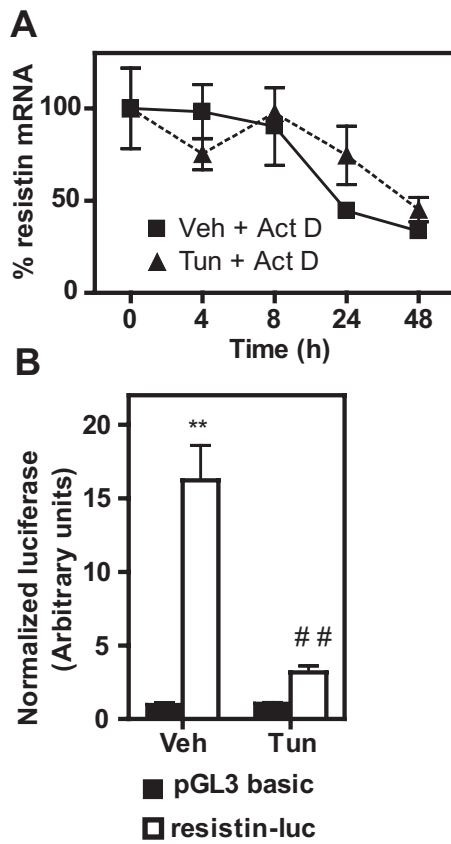 A
% resistin mRNA
100
50
0
Veh + Act D
Tun + Act D
0 4 8 24 48
Time (h)
B
Normalized luciferase
(Arbitrary units)
20
15
10
5
0
**
# #
Veh Tun
pGL3 basic
resistin-luc